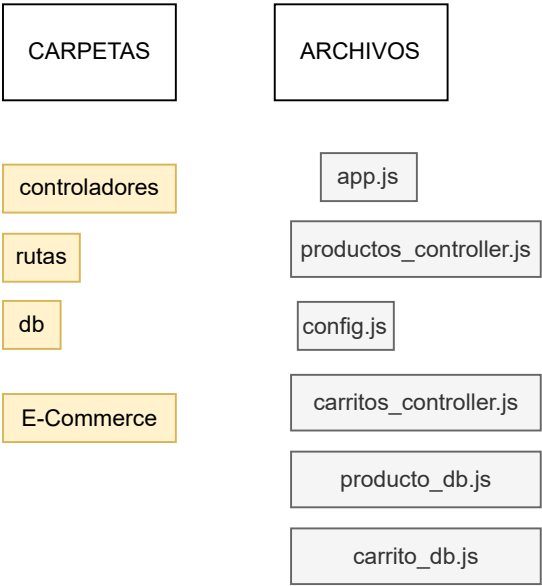 CARPETAS
ARCHIVOS
controladores
app.js
rutas
productos_controller.js
db
config.js
E-Commerce
carritos_controller.js
producto_db.js
carrito_db.js